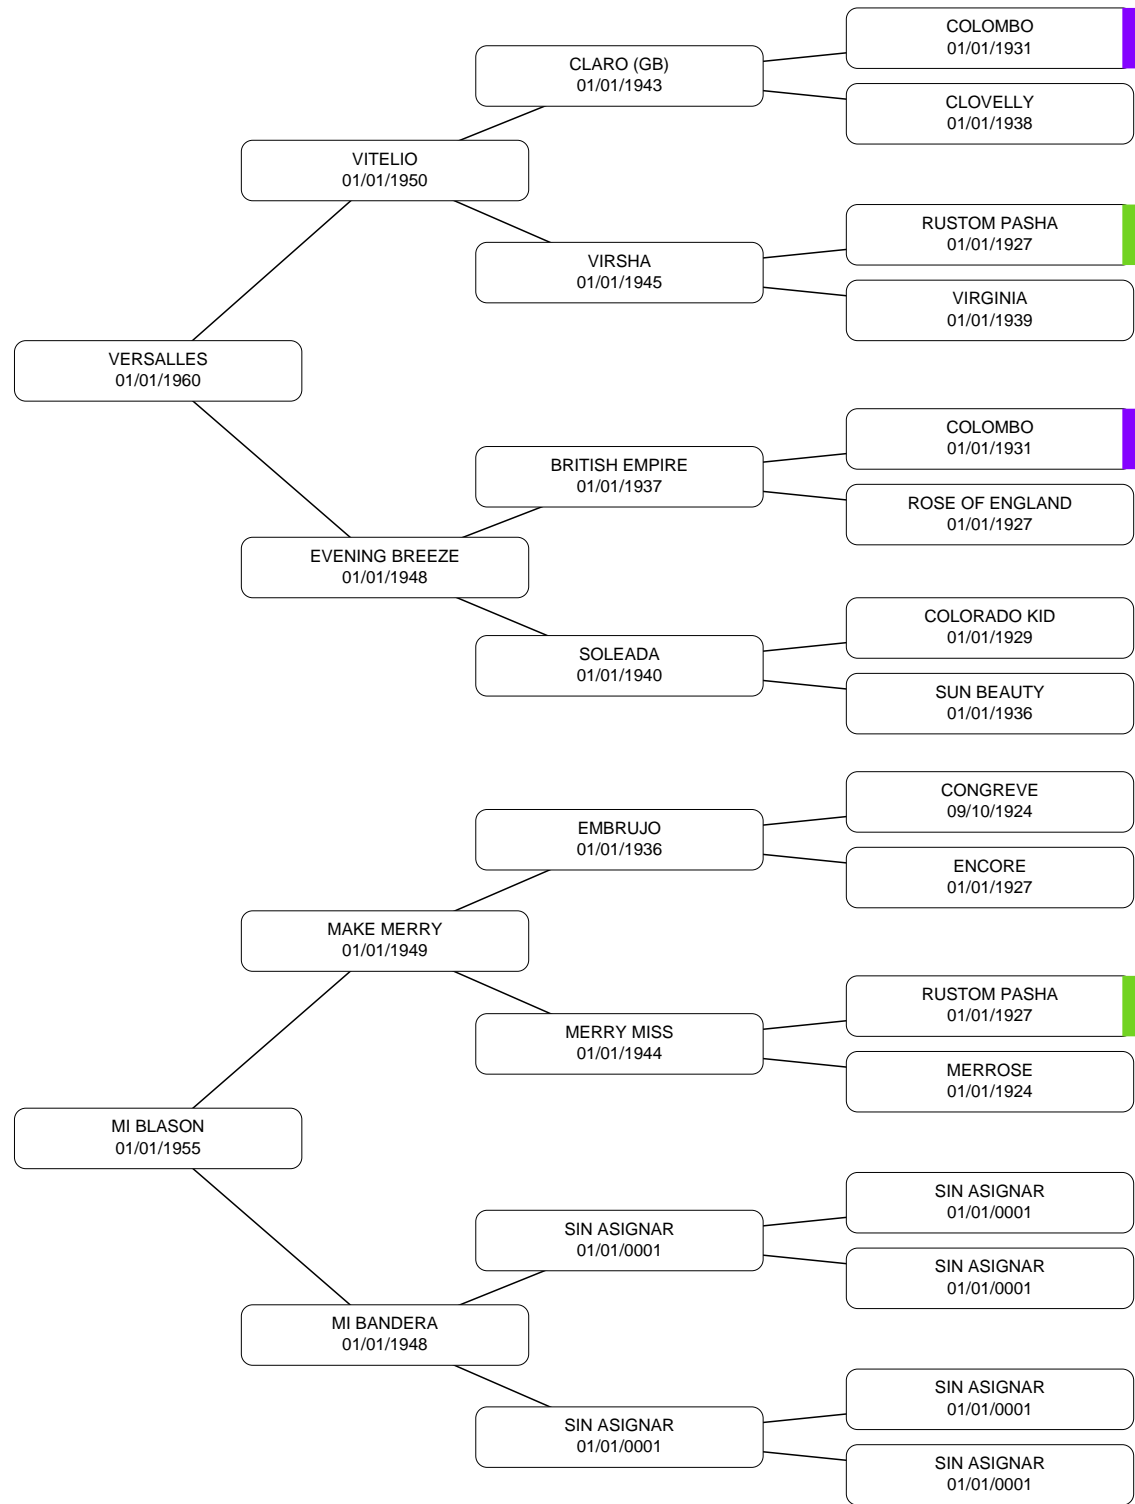 COLOMBO
01/01/1931
CLARO (GB)
01/01/1943
CLOVELLY
01/01/1938
VITELIO
01/01/1950
RUSTOM PASHA
01/01/1927
VIRSHA
01/01/1945
VIRGINIA
01/01/1939
VERSALLES
01/01/1960
COLOMBO
01/01/1931
BRITISH EMPIRE
01/01/1937
ROSE OF ENGLAND
01/01/1927
EVENING BREEZE
01/01/1948
COLORADO KID
01/01/1929
SOLEADA
01/01/1940
SUN BEAUTY
01/01/1936
CONGREVE
09/10/1924
EMBRUJO
01/01/1936
ENCORE
01/01/1927
MAKE MERRY
01/01/1949
RUSTOM PASHA
01/01/1927
MERRY MISS
01/01/1944
MERROSE
01/01/1924
MI BLASON
01/01/1955
SIN ASIGNAR
01/01/0001
SIN ASIGNAR
01/01/0001
SIN ASIGNAR
01/01/0001
MI BANDERA
01/01/1948
SIN ASIGNAR
01/01/0001
SIN ASIGNAR
01/01/0001
SIN ASIGNAR
01/01/0001